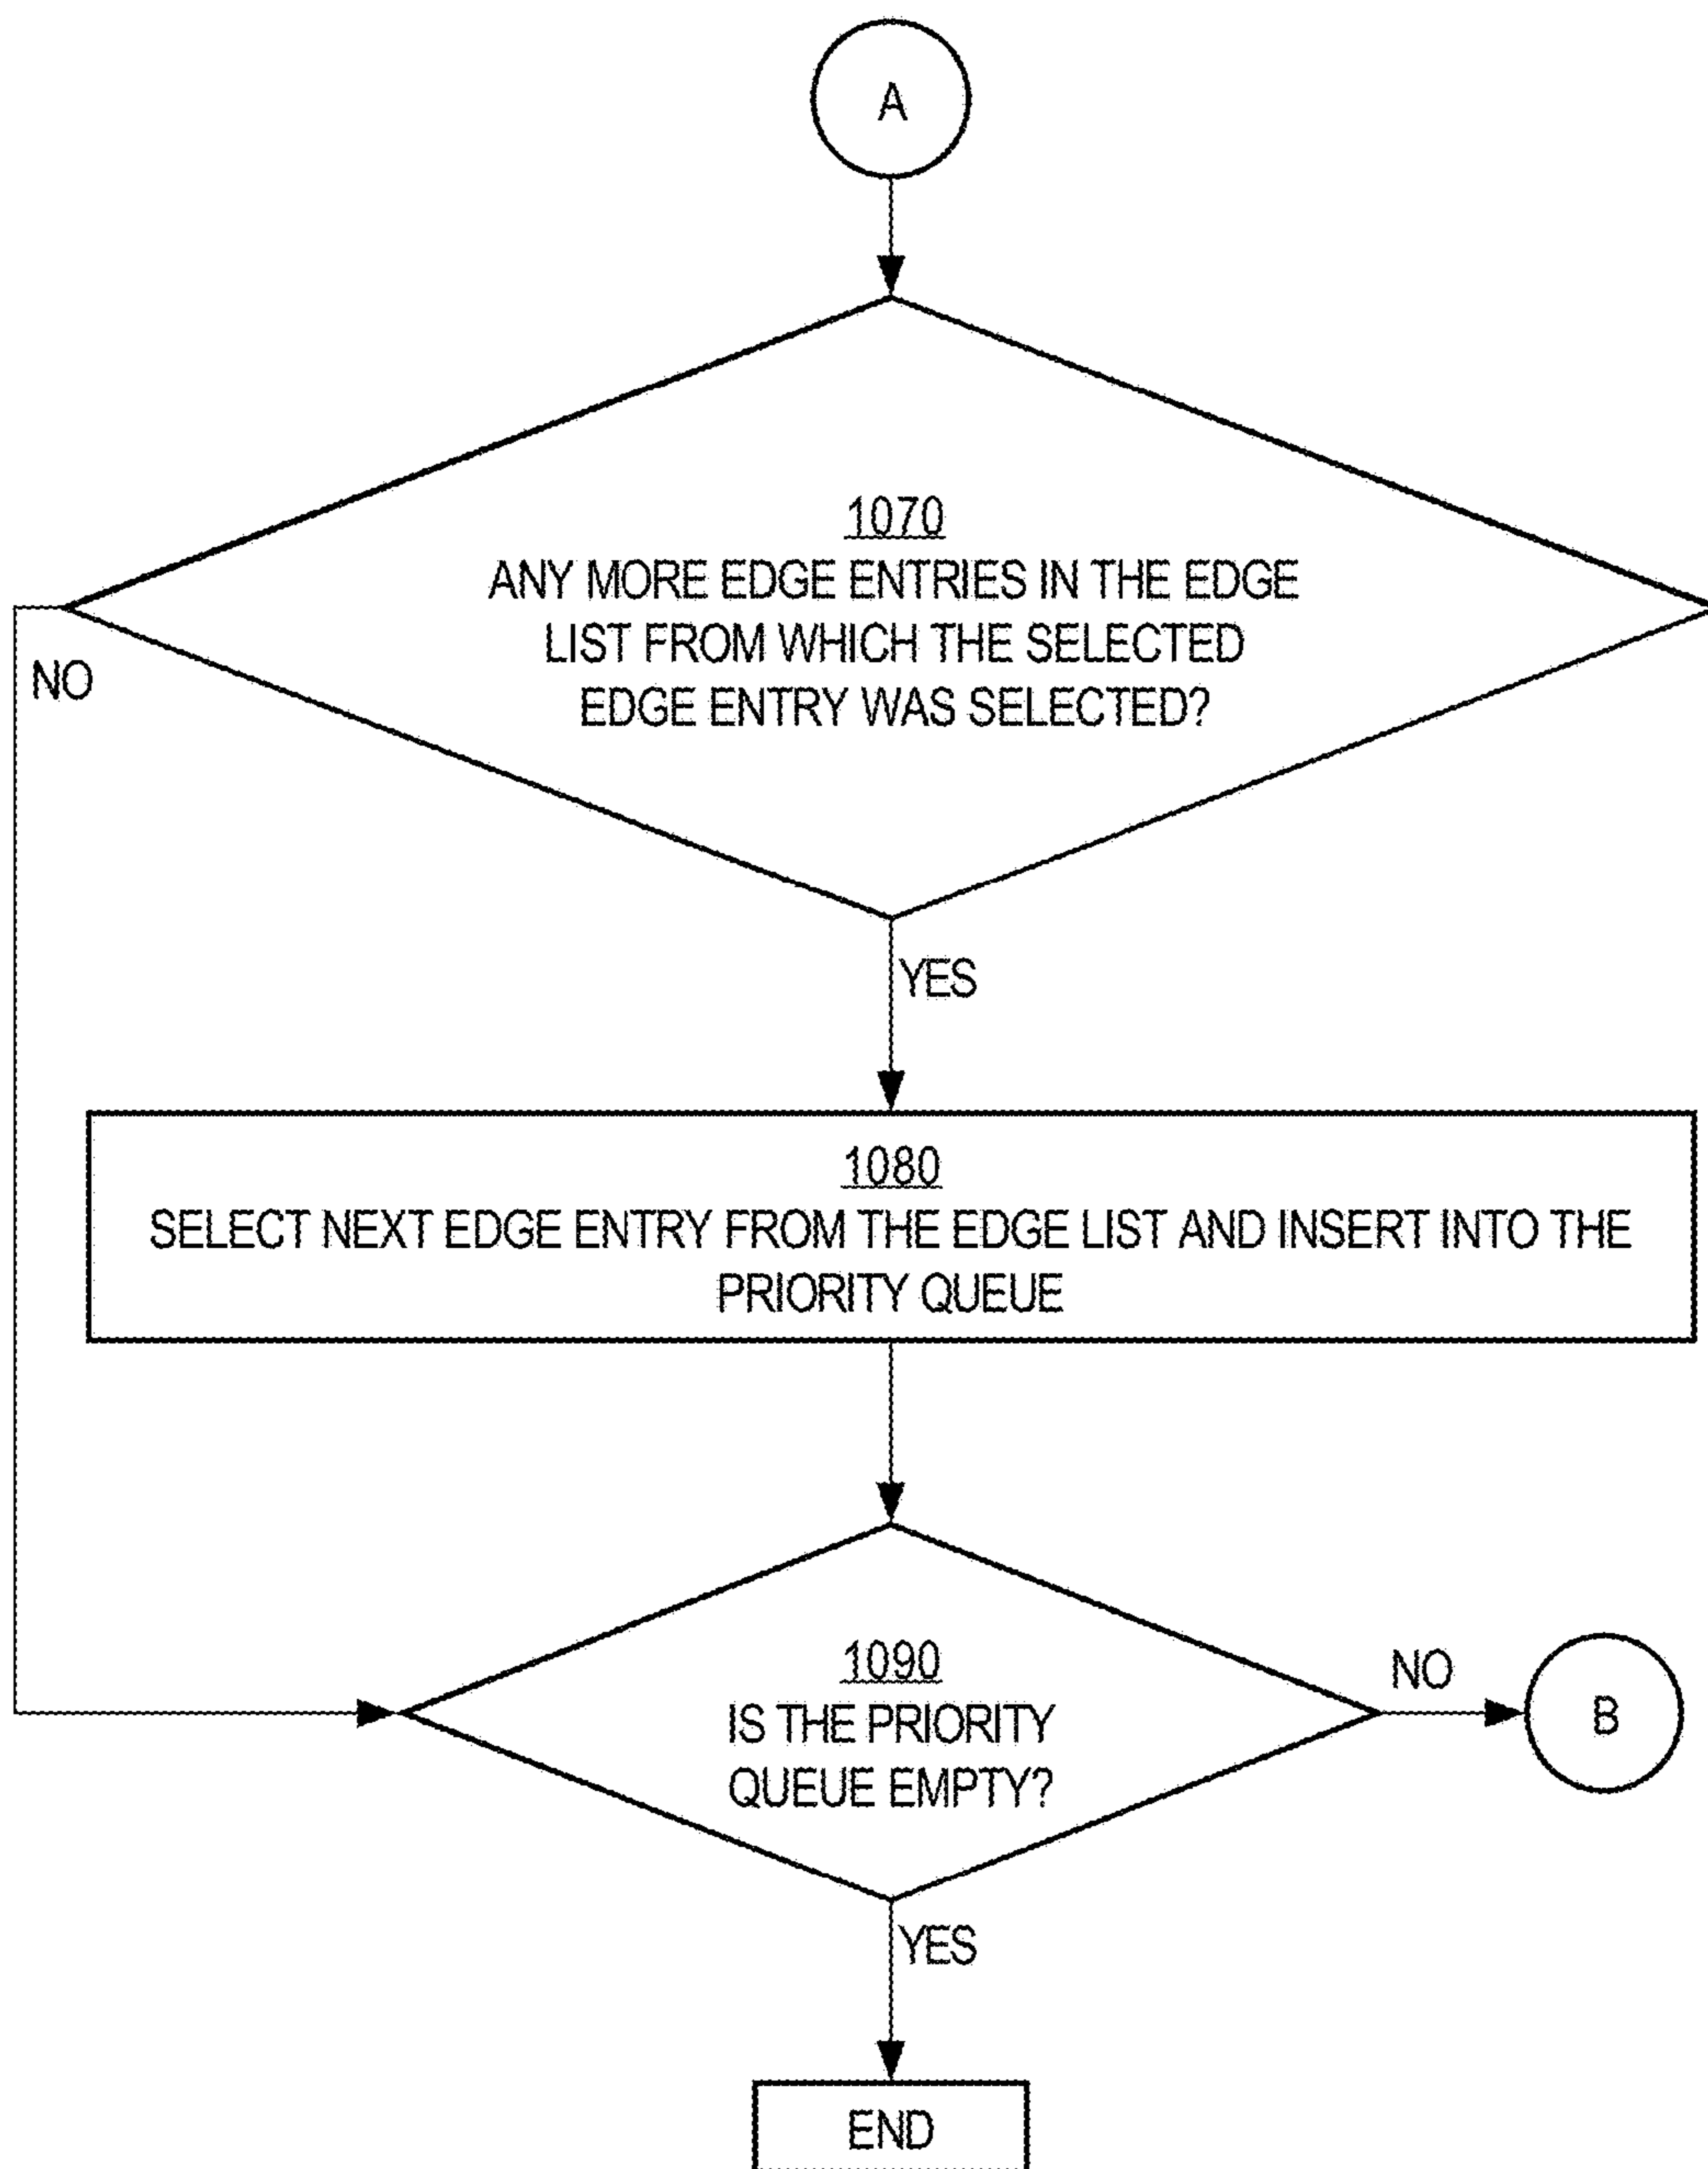 A
1070
ANY MORE EDGE ENTRIES IN THE EDGE
LIST FROM WHICH THE SELECTED
EDGE ENTRY WAS SELECTED?
NO
YES
1080
SELECT NEXT EDGE ENTRY FROM THE EDGE LIST AND INSERT INTO THE
PRIORITY QUEUE
1090
IS THE PRIORITY
QUEUE EMPTY?
NO
B
YES
END